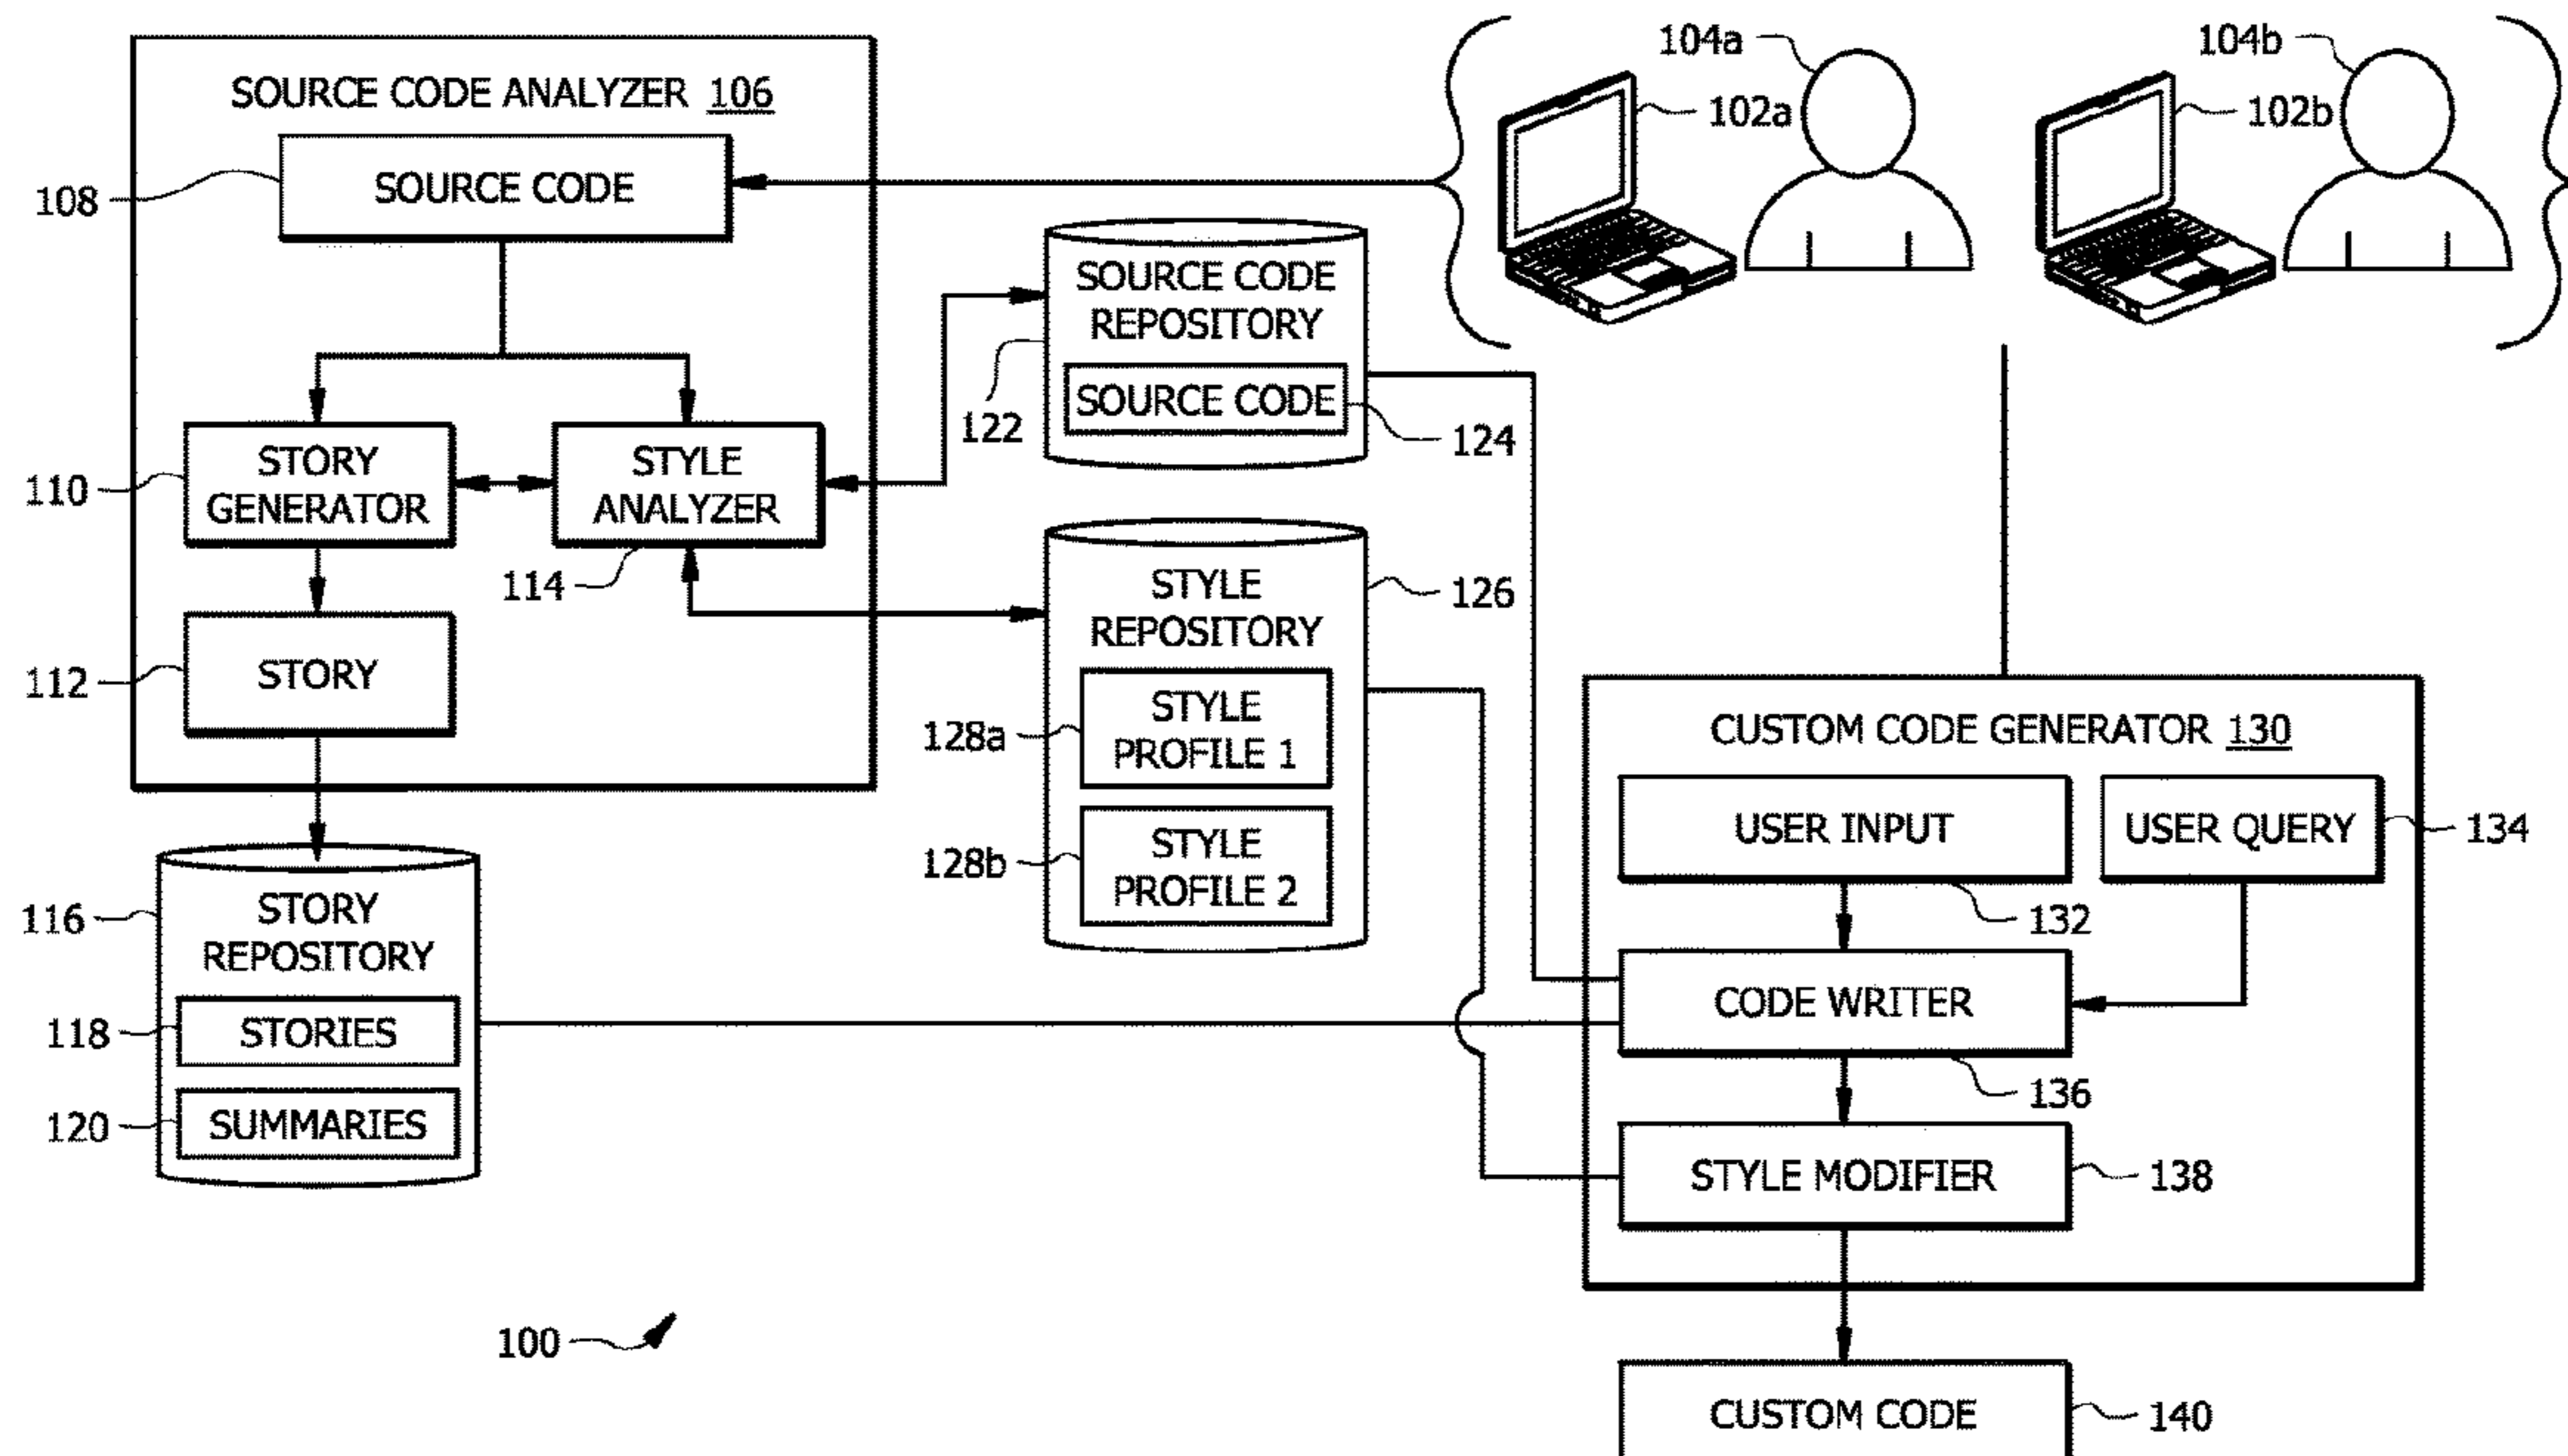 SOURCE CODE ANALYZER 106
SOURCE CODE
108
STORY
GENERATOR
110
STYLE
ANALYZER
114
STORY
112
STORY
REPOSITORY
116
STORIES
118
SUMMARIES
120
SOURCE CODE
REPOSITORY
122
SOURCE CODE
124
STYLE
REPOSITORY
126
STYLE
PROFILE 1
128a
STYLE
PROFILE 2
128b
104a
102a
104b
102b
CUSTOM CODE GENERATOR 130
USER INPUT
132
USER QUERY
134
CODE WRITER
136
STYLE MODIFIER
138
CUSTOM CODE
140
100